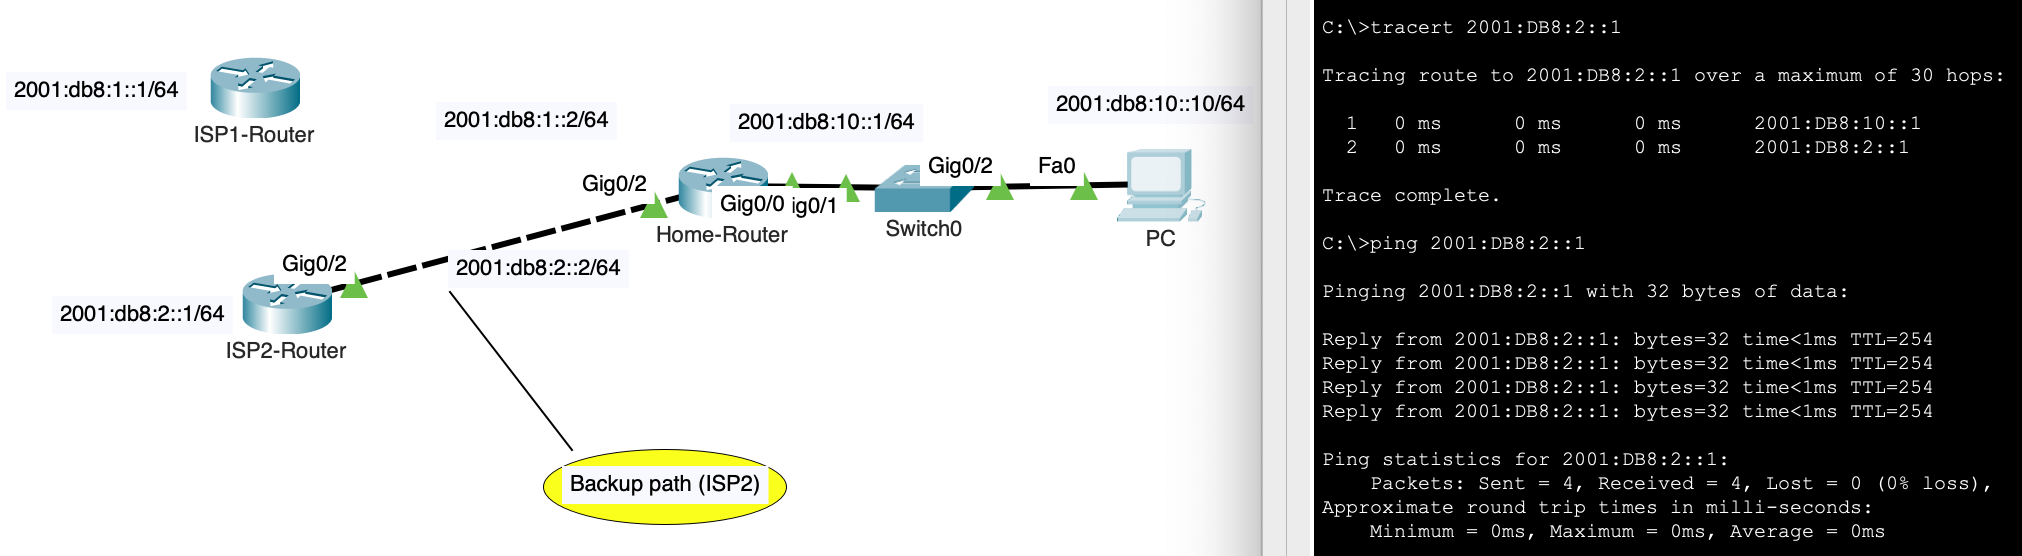 2001:db8:1::1/64
ISP1-Router
2001:db8:1::2/64
2001:db8:10::1/64
2001:db8:10::10/64
Gig0/2
Gig0/0
ig0/1
Home-Router
Gig0/2
Fa0
Switch0
PC
Gig0/2
2001:db8:2::2/64
2001:db8:2::1/64
ISP2-Router
Backup path (ISP2)
C:\>tracert 2001:DB8:2::1
Tracing route to 2001:DB8:2::1 over a maximum of 30 hops:
1 0 ms 0 ms 0 ms 2001:DB8:10::1
2 0 ms 0 ms 0 ms 2001:DB8:2::1
Trace complete.
C:\>ping 2001:DB8:2::1
Pinging 2001:DB8:2::1 with 32 bytes of data:
Reply from 2001:DB8:2::1: bytes=32 time<1ms TTL=254
Reply from 2001:DB8:2::1: bytes=32 time<1ms TTL=254
Reply from 2001:DB8:2::1: bytes=32 time<1ms TTL=254
Reply from 2001:DB8:2::1: bytes=32 time<1ms TTL=254
Ping statistics for 2001:DB8:2::1:
Packets: Sent = 4, Received = 4, Lost = 0 (0% loss),
Approximate round trip times in milli-seconds:
Minimum = 0ms, Maximum = 0ms, Average = 0ms